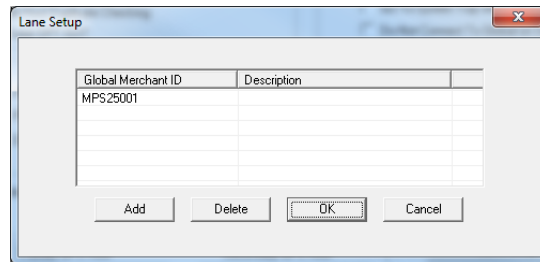 Lane Setup
Global Merchant ID Description
MPS25001
Add Delete OK Cancel